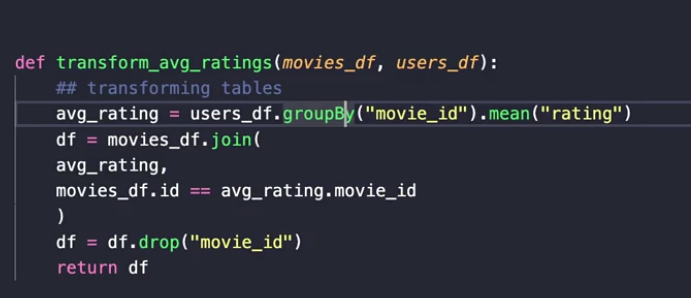 def transform_avg_ratings(movies_df, users_df):
    ## transforming tables
    avg_rating = users_df.groupBy("movie_id").mean("rating")
    df = movies_df.join(
    avg_rating,
    movies_df.id == avg_rating.movie_id
    )
    df = df.drop("movie_id")
    return df